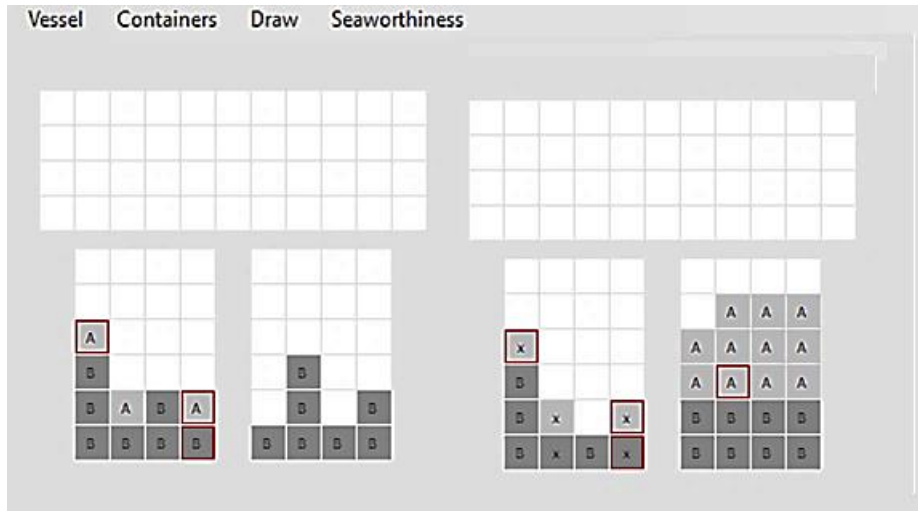 Vessel Containers Draw Seaworthiness
A
B
B A B A
B B B B
B
B B
B B B B
x
B
B x x
B x B x
A A A
A A A A
A A A A
B B B B
B B B B